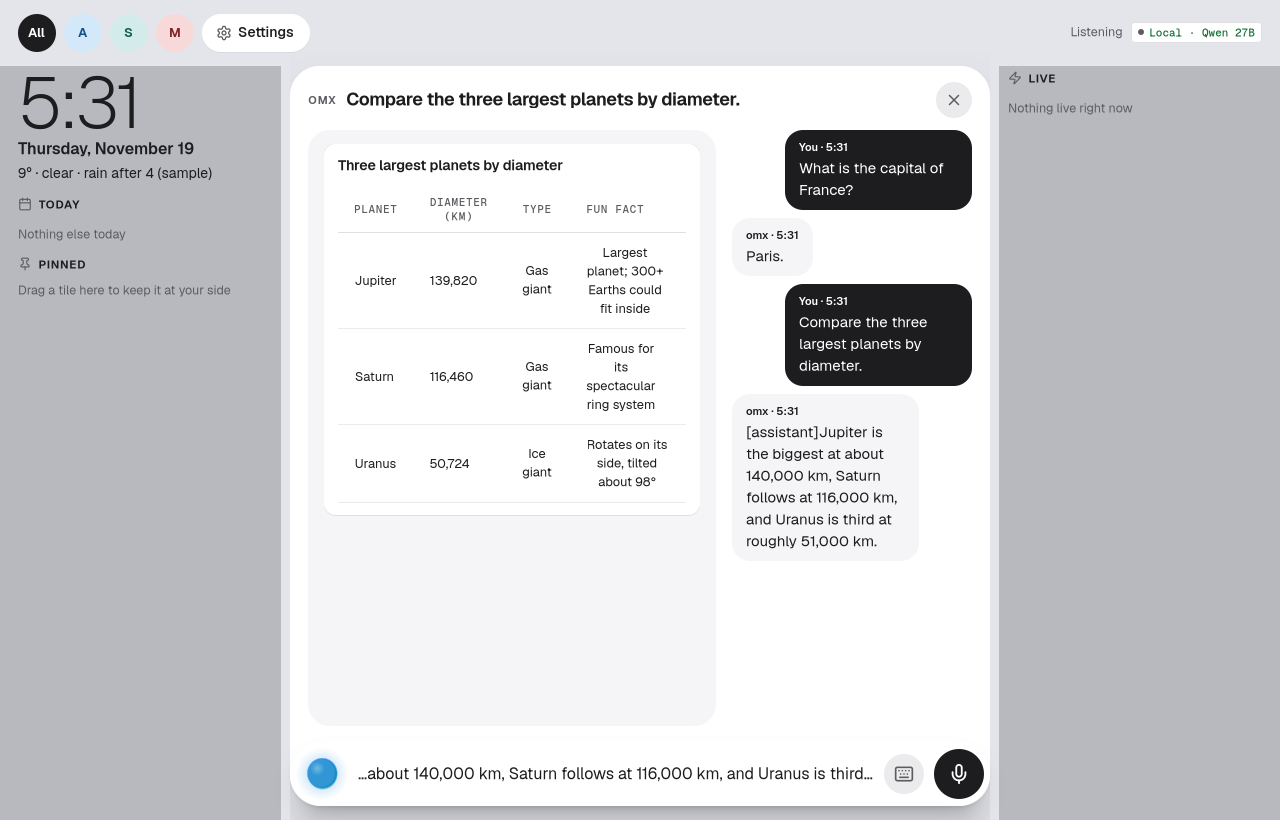 All
A
S
M
Settings
Listening
Local · Qwen 27B
5:31
Thursday, November 19
9° · clear · rain after 4 (sample)
TODAY
Nothing else today
PINNED
Drag a tile here to keep it at your side
OMX Compare the three largest planets by diameter.
Three largest planets by diameter
PLANET
DIAMETER
(KM)
TYPE
FUN FACT
Jupiter
139,820
Gas
giant
Largest
planet; 300+
Earths could
fit inside
Saturn
116,460
Gas
giant
Famous for
its
spectacular
ring system
Uranus
50,724
Ice
giant
Rotates on its
side, tilted
about 98°
You · 5:31
What is the capital of
France?
omx · 5:31
Paris.
You · 5:31
Compare the three
largest planets by
diameter.
omx · 5:31
[assistant]Jupiter is
the biggest at about
140,000 km, Saturn
follows at 116,000 km,
and Uranus is third at
roughly 51,000 km.
...about 140,000 km, Saturn follows at 116,000 km, and Uranus is third...
LIVE
Nothing live right now